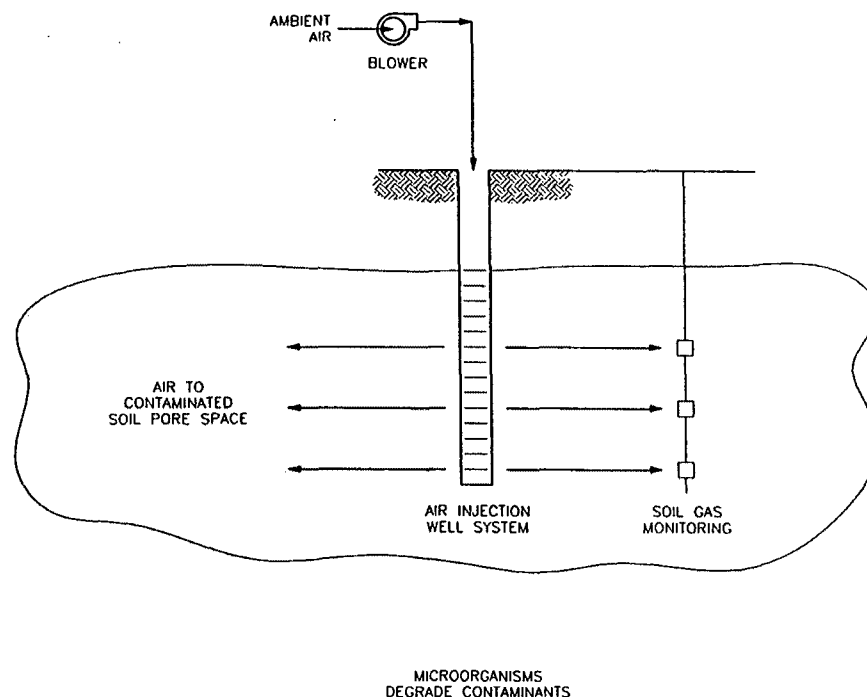 AMBIENT
AIR
BLOWER
AIR TO
CONTAMINATED
SOIL PORE SPACE
AIR INJECTION
WELL SYSTEM
SOIL GAS
MONITORING
MICROORGANISMS
DEGRADE CONTAMINANTS